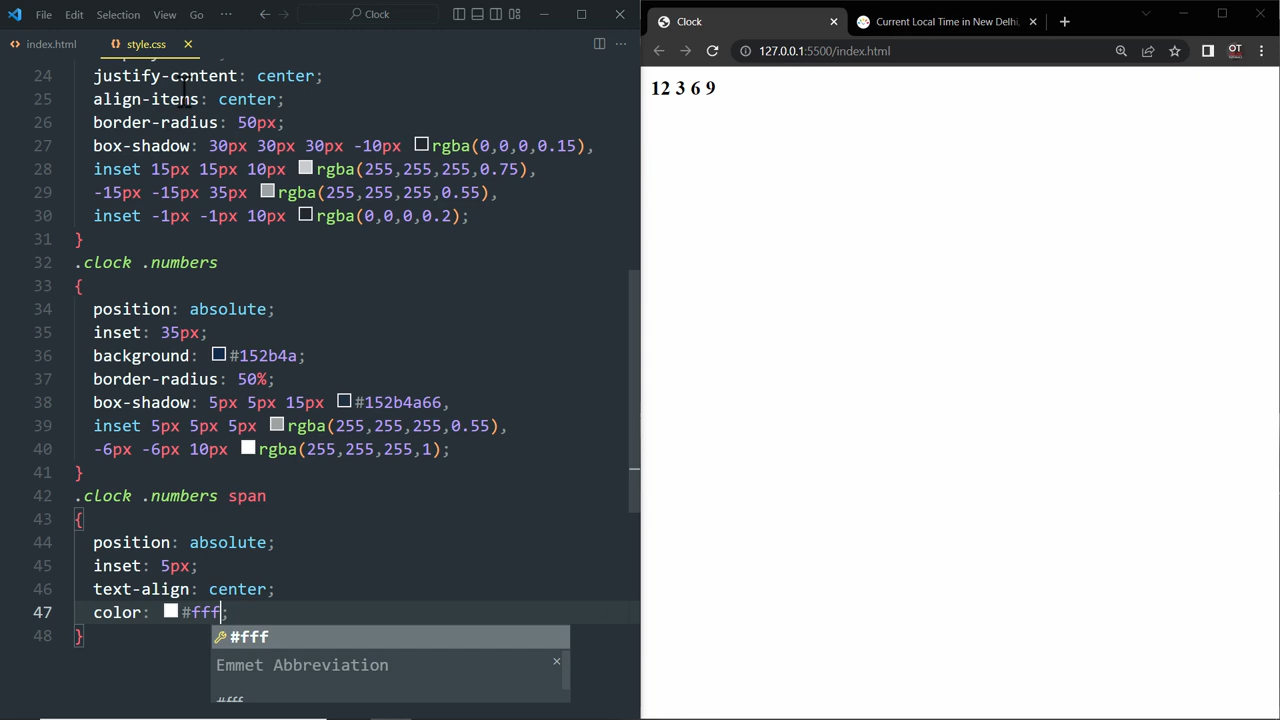 File Edit Selection View Go ··· Clock
index.html style.css
24 justify-content: center;
25 align-items: center;
26 border-radius: 50px;
27 box-shadow: 30px 30px 30px -10px rgba(0,0,0,0.15),
28 inset 15px 15px 10px rgba(255,255,255,0.75),
29 -15px -15px 35px rgba(255,255,255,0.55),
30 inset -1px -1px 10px rgba(0,0,0,0.2);
31 }
32 .clock .numbers
33 {
34 position: absolute;
35 inset: 35px;
36 background: #152b4a;
37 border-radius: 50%;
38 box-shadow: 5px 5px 15px #152b4a66,
39 inset 5px 5px 5px rgba(255,255,255,0.55),
40 -6px -6px 10px rgba(255,255,255,1);
41 }
42 .clock .numbers span
43 {
44 position: absolute;
45 inset: 5px;
46 text-align: center;
47 color: #fff;
48 }
#fff
Emmet Abbreviation
#fff
Clock
Current Local Time in New Delhi,
127.0.0.1:5500/index.html
OT
12 3 6 9